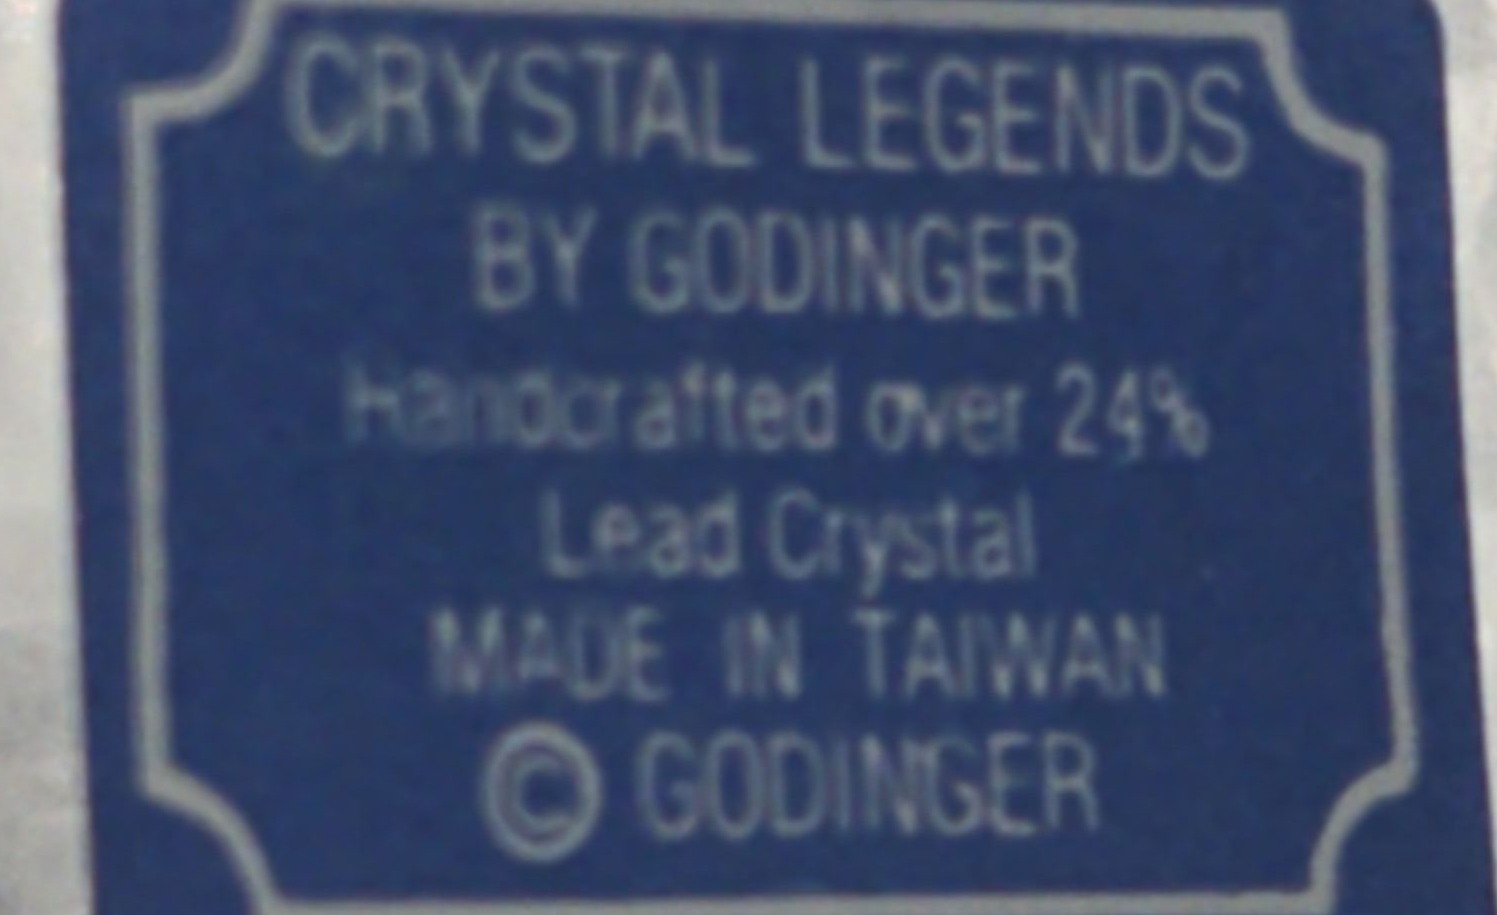 CRYSTAL LEGENDS
BY GODINGER
Handcrafted over 24%
Lead Crystal
MADE IN TAIWAN
© GODINGER